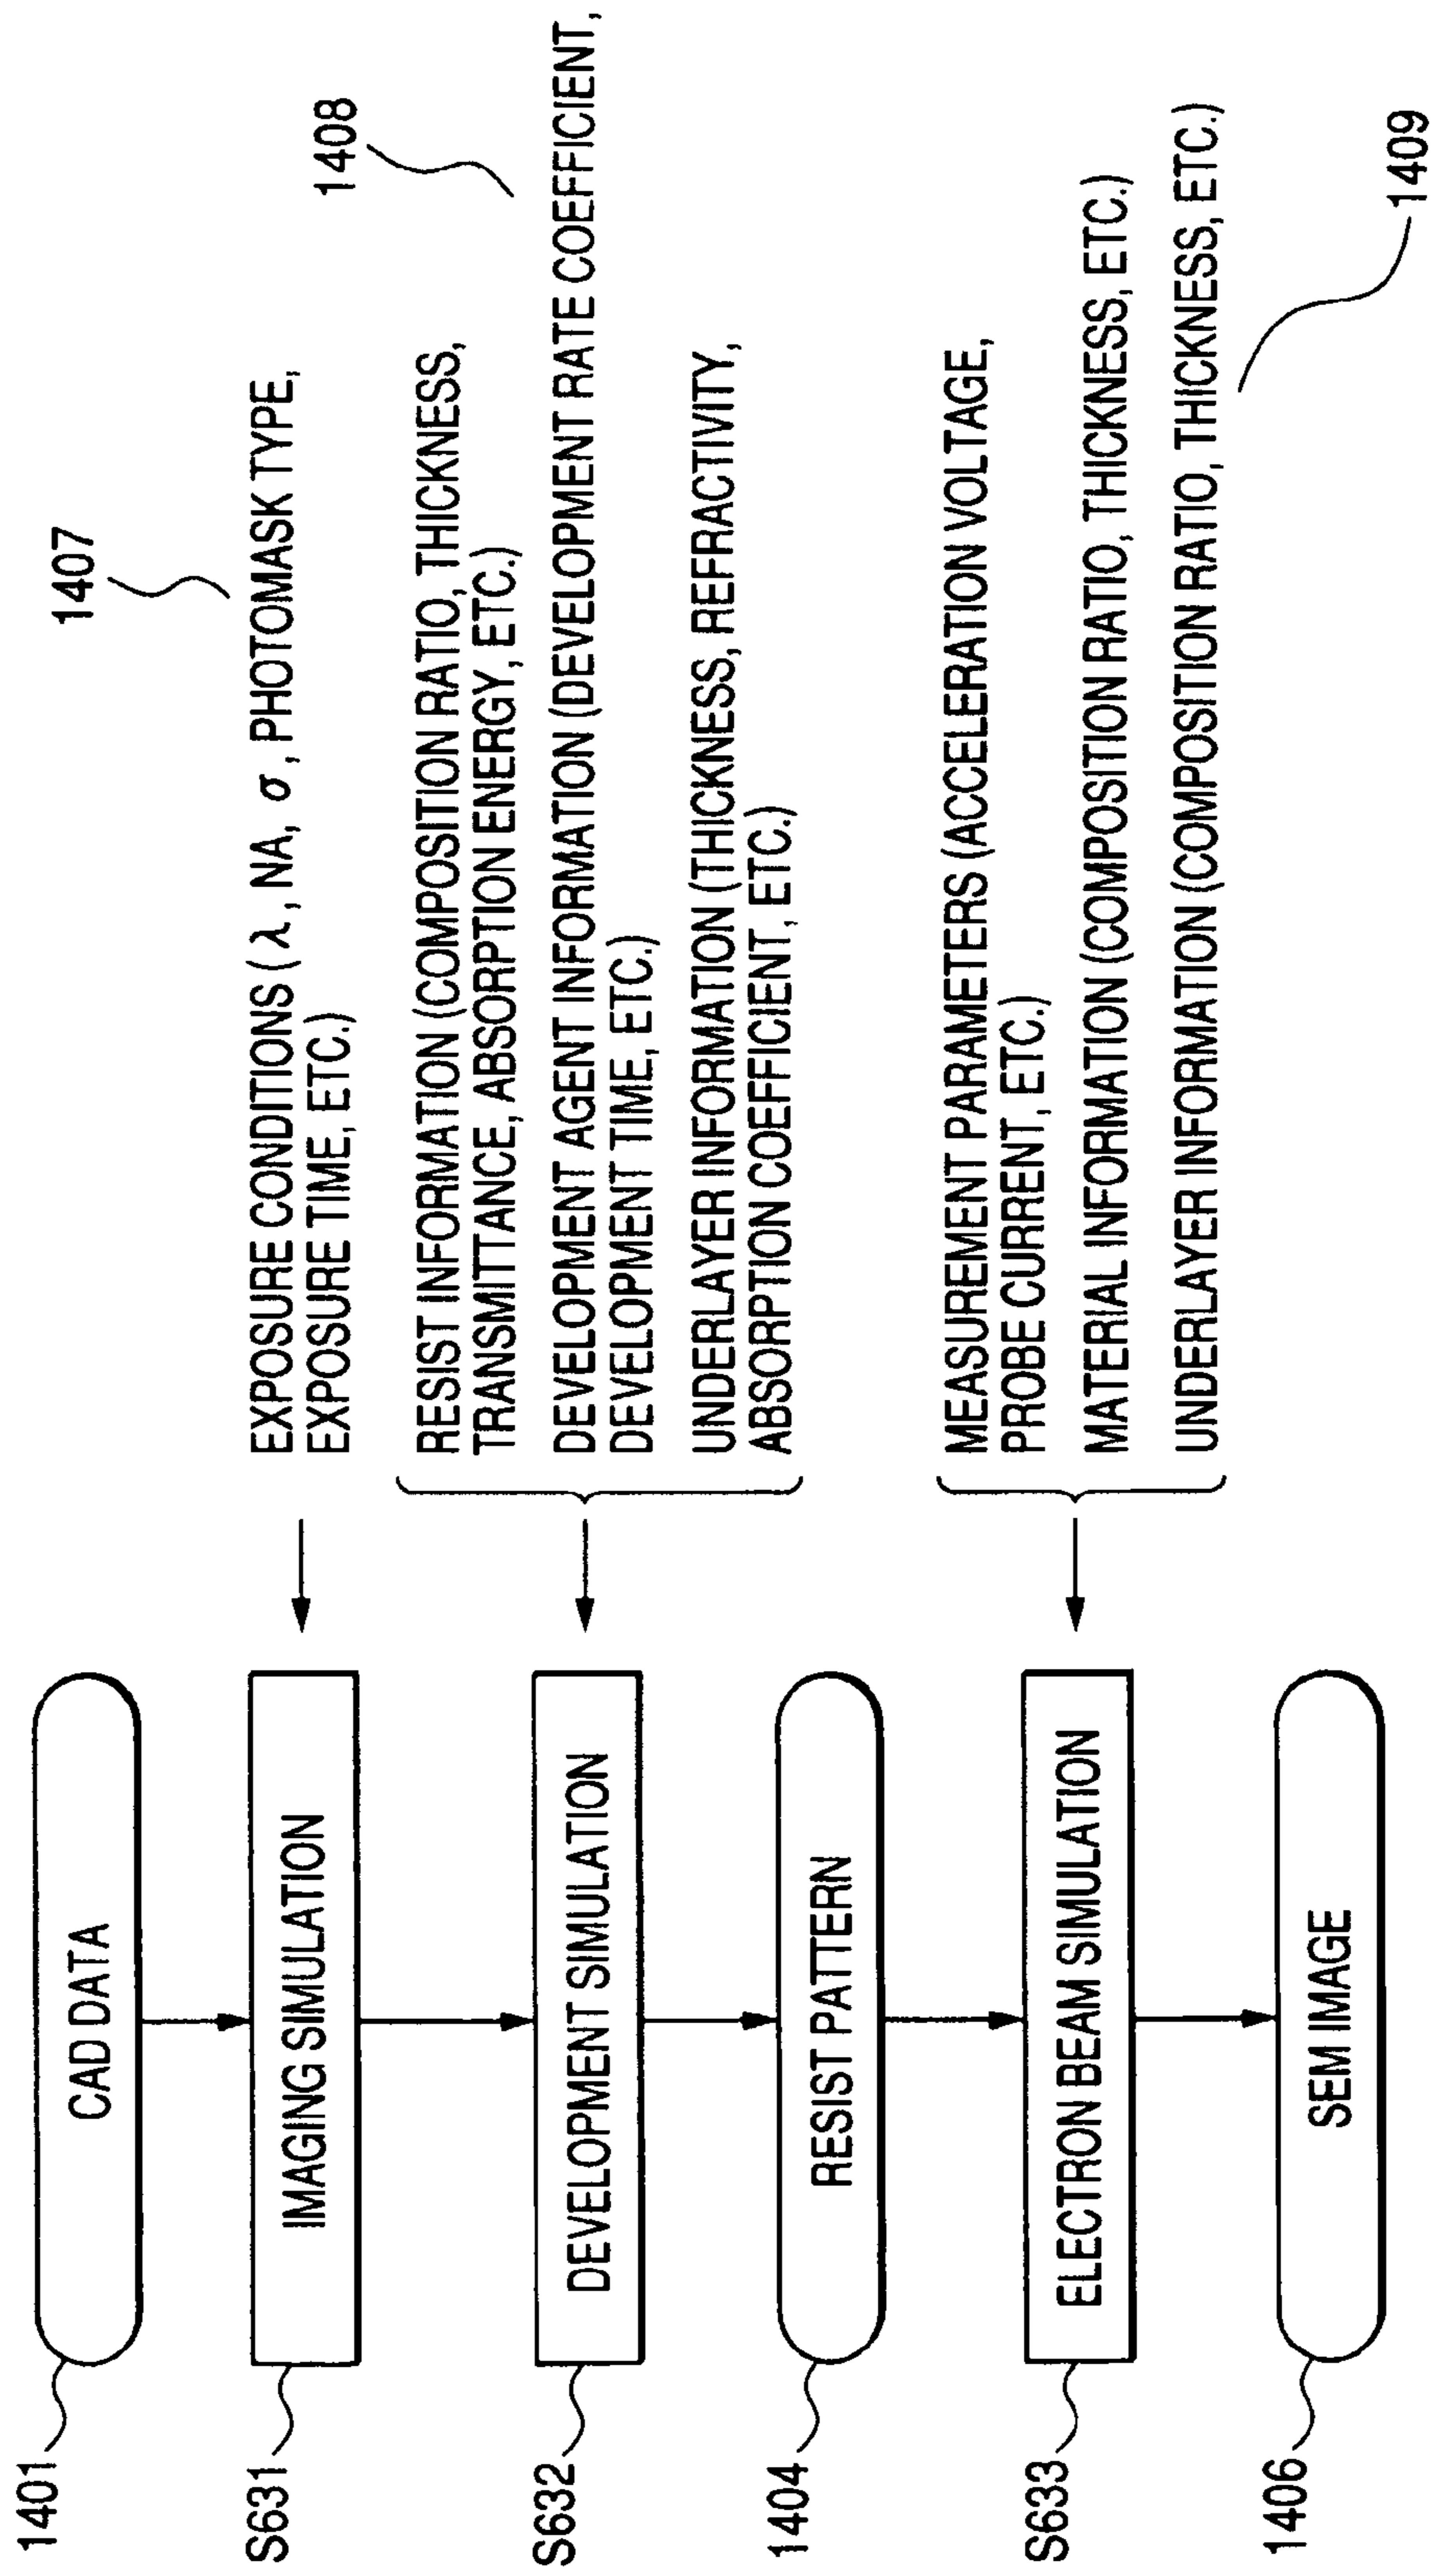 1401
CAD DATA
S631
IMAGING SIMULATION
1407
EXPOSURE CONDITIONS (λ, NA, σ, PHOTOMASK TYPE,
EXPOSURE TIME, ETC.)
S632
DEVELOPMENT SIMULATION
1408
RESIST INFORMATION (COMPOSITION RATIO, THICKNESS,
TRANSMITTANCE, ABSORPTION ENERGY, ETC.)
DEVELOPMENT AGENT INFORMATION (DEVELOPMENT RATE COEFFICIENT,
DEVELOPMENT TIME, ETC.)
UNDERLAYER INFORMATION (THICKNESS, REFRACTIVITY,
ABSORPTION COEFFICIENT, ETC.)
1404
RESIST PATTERN
S633
ELECTRON BEAM SIMULATION
MEASUREMENT PARAMETERS (ACCELERATION VOLTAGE,
PROBE CURRENT, ETC.)
MATERIAL INFORMATION (COMPOSITION RATIO, THICKNESS, ETC.)
UNDERLAYER INFORMATION (COMPOSITION RATIO, THICKNESS, ETC.)
1409
1406
SEM IMAGE